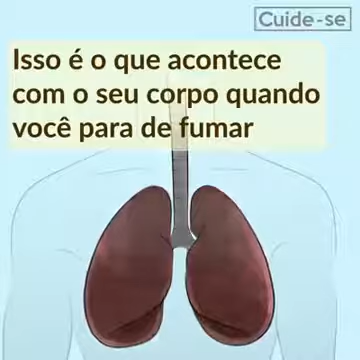 Cuide-se
Isso é o que acontece
com o seu corpo quando
você para de fumar